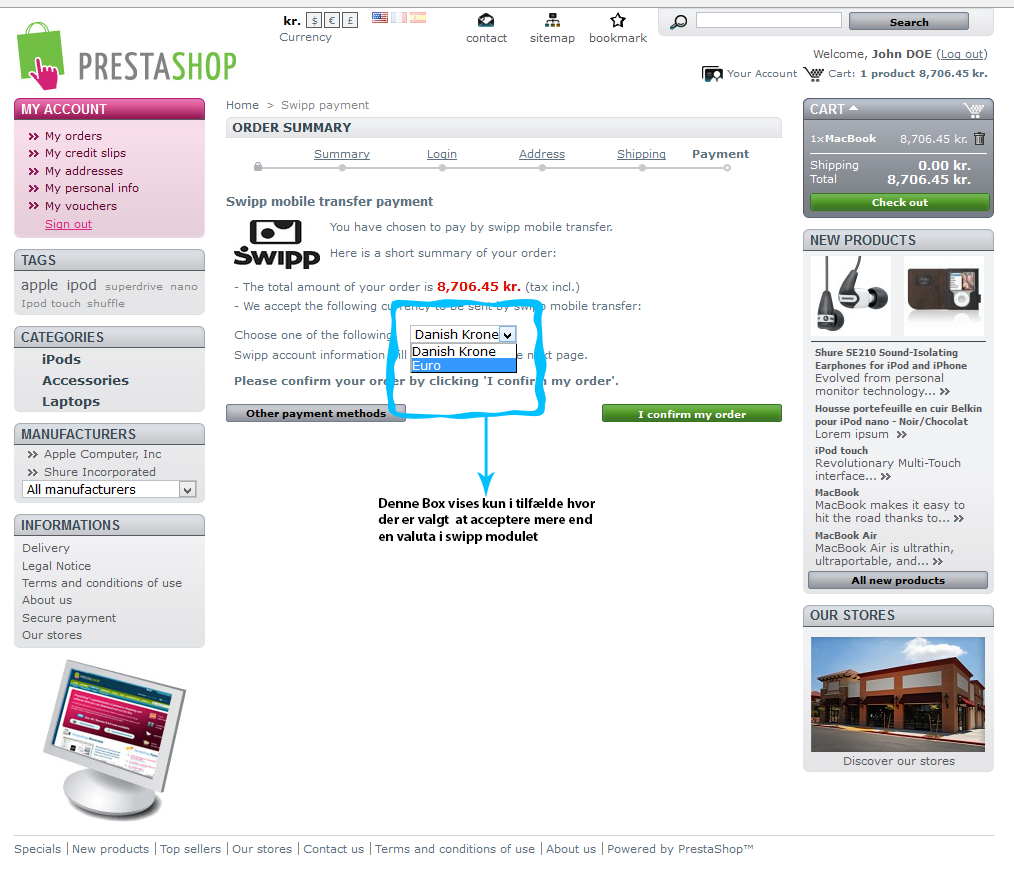 kr. $ € £
Currency
contact
sitemap
bookmark
Search
PRESTASHOP
Welcome, John DOE (Log out)
Your Account Cart: 1 product 8,706.45 kr.
MY ACCOUNT
My orders
My credit slips
My addresses
My personal info
My vouchers
Sign out
TAGS
apple ipod superdrive nano
Ipod touch shuffle
CATEGORIES
iPods
Accessories
Laptops
MANUFACTURERS
Apple Computer, Inc
Shure Incorporated
All manufacturers
INFORMATIONS
Delivery
Legal Notice
Terms and conditions of use
About us
Secure payment
Our stores
Home > Swipp payment
ORDER SUMMARY
Summary Login Address Shipping Payment
Swipp mobile transfer payment
Swipp
You have chosen to pay by swipp mobile transfer.
Here is a short summary of your order:
- The total amount of your order is 8,706.45 kr. (tax incl.)
- We accept the following currency to be sent by swipp mobile transfer:
Choose one of the following
Danish Krone
Danish Krone
Euro
Swipp account information will next page.
Please confirm your order by clicking 'I confirm my order'.
Other payment methods
I confirm my order
Denne Box vises kun i tilfælde hvor
der er valgt at acceptere mere end
en valuta i swipp modulet
CART
1x MacBook 8,706.45 kr.
Shipping 0.00 kr.
Total 8,706.45 kr.
Check out
NEW PRODUCTS
Shure SE210 Sound-Isolating
Earphones for iPod and iPhone
Evolved from personal
monitor technology...
Housse portefeuille en cuir Belkin
pour iPod nano - Noir/Chocolat
Lorem ipsum
iPod touch
Revolutionary Multi-Touch
interface...
MacBook
MacBook makes it easy to
hit the road thanks to...
MacBook Air
MacBook Air is ultrathin,
ultraportable, and...
All new products
OUR STORES
Discover our stores
Specials | New products | Top sellers | Our stores | Contact us | Terms and conditions of use | About us | Powered by PrestaShop™